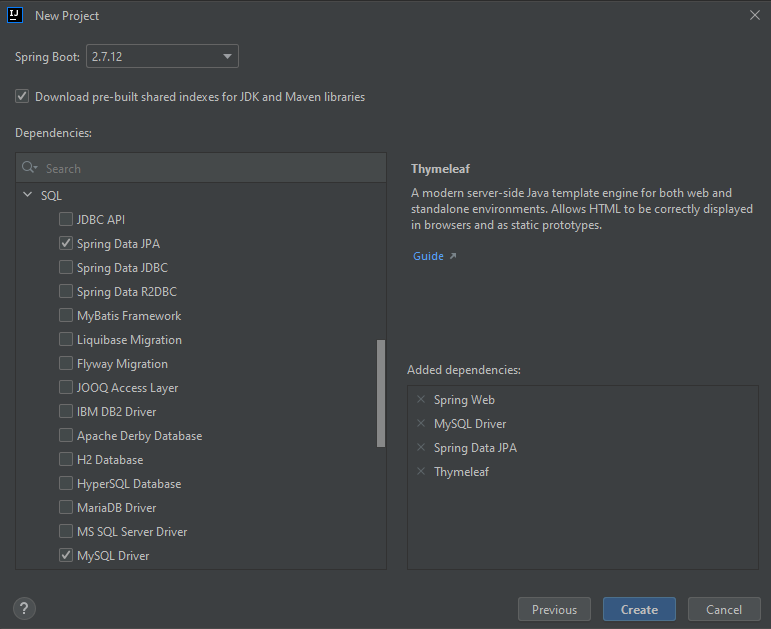 IJ
New Project
Spring Boot:
2.7.12
Download pre-built shared indexes for JDK and Maven libraries
Dependencies:
Search
SQL
JDBC API
Spring Data JPA
Spring Data JDBC
Spring Data R2DBC
MyBatis Framework
Liquibase Migration
Flyway Migration
JOOQ Access Layer
IBM DB2 Driver
Apache Derby Database
H2 Database
HyperSQL Database
MariaDB Driver
MS SQL Server Driver
MySQL Driver
Thymeleaf
A modern server-side Java template engine for both web and
standalone environments. Allows HTML to be correctly displayed
in browsers and as static prototypes.
Guide
Added dependencies:
Spring Web
MySQL Driver
Spring Data JPA
Thymeleaf
?
Previous
Create
Cancel